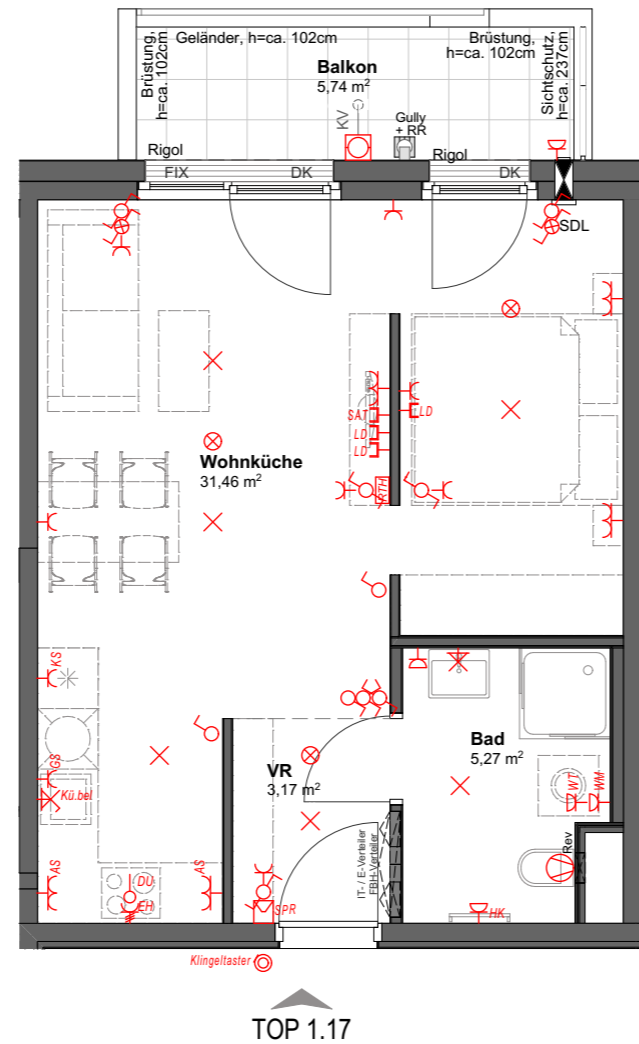 Brüstung,
h=ca. 102cm
Geländer, h=ca. 102cm
Brüstung,
h=ca. 102cm
Sichtschutz,
h=ca. 237cm
Balkon
5,74 m²
KV
Gully
+ RR
Rigol
Rigol
FIX
DK
DK
SDL
SAT
LD
LD
LD
RTH
Wohnküche
31,46 m²
KS
GS
Kü.bel
AS
AS
DU
EH
VR
3,17 m²
IT- / E-Verteiler
FBH-Verteiler
SPR
Bad
5,27 m²
WT
WM
Rev
HK
Klingeltaster
TOP 1.17